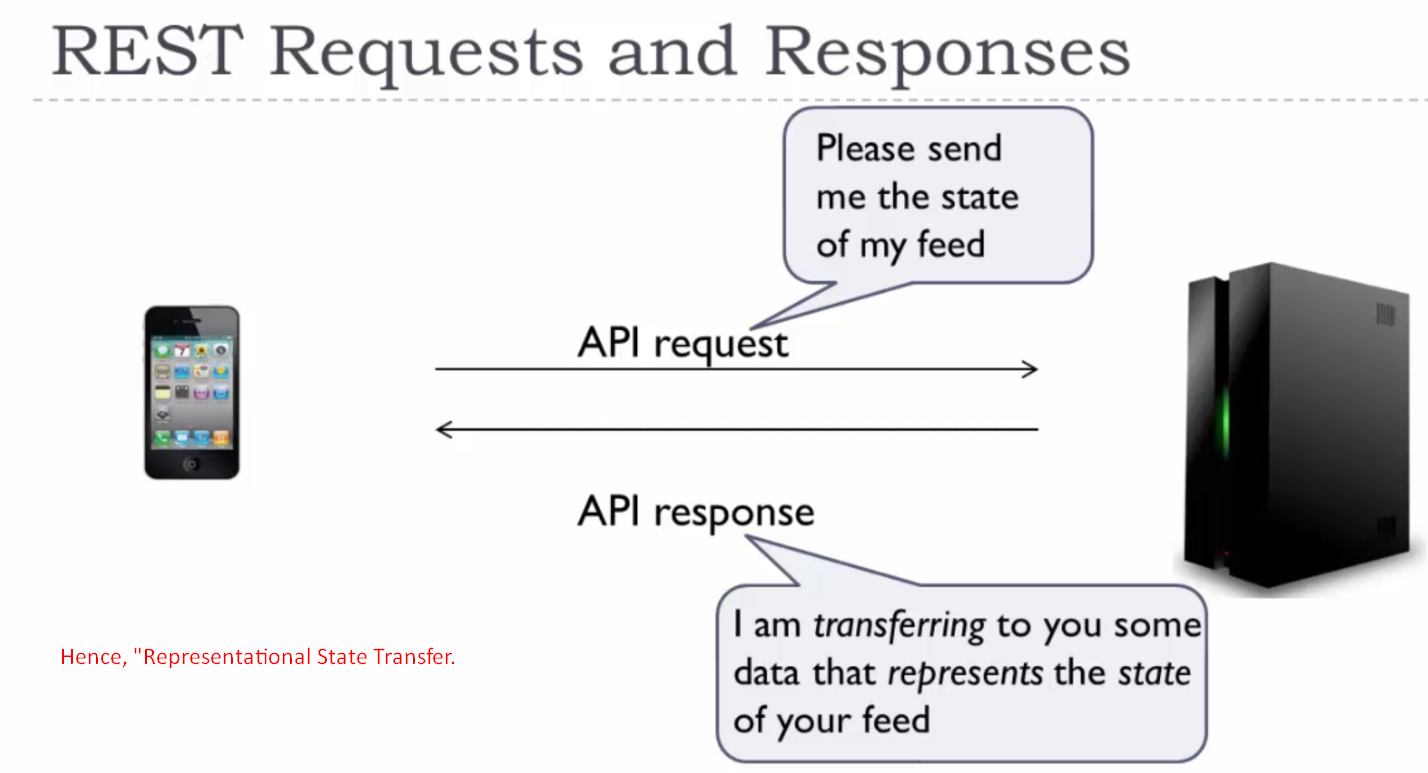 REST Requests and Responses
Please send
me the state
of my feed
API request
API response
I am transferring to you some
data that represents the state
of your feed
Hence, "Representational State Transfer.